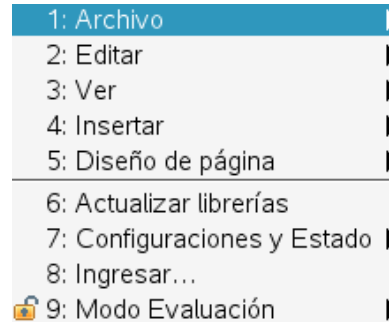 1: Archivo
2: Editar
3: Ver
4: Insertar
5: Diseño de página
6: Actualizar librerías
7: Configuraciones y Estado
8: Ingresar...
9: Modo Evaluación